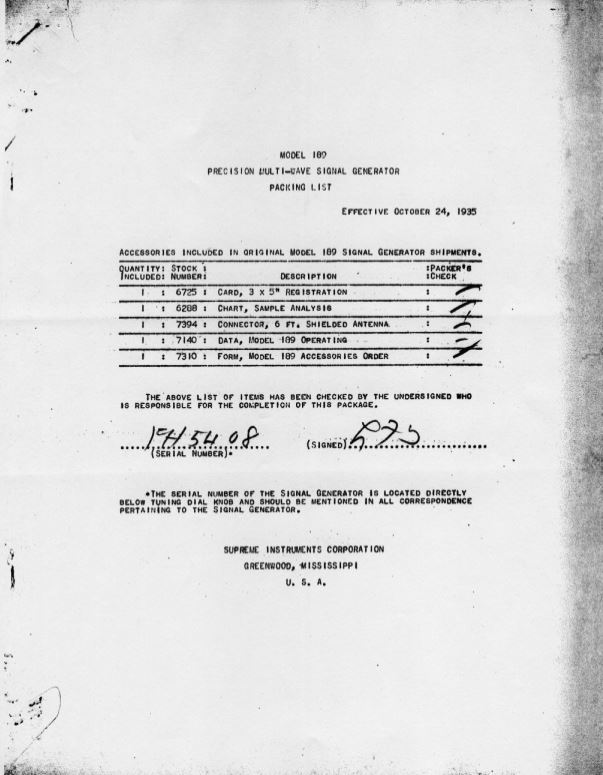 MODEL 189
PRECISION MULTI-WAVE SIGNAL GENERATOR
PACKING LIST
EFFECTIVE OCTOBER 24, 1935
ACCESSORIES INCLUDED IN ORIGINAL MODEL 189 SIGNAL GENERATOR SHIPMENTS.
QUANTITY: STOCK : :PACKER'S
INCLUDED: NUMBER: DESCRIPTION :CHECK
1 : 6725 : CARD, 3 X 5" REGISTRATION :
1 : 6288 : CHART, SAMPLE ANALYSIS :
1 : 7394 : CONNECTOR, 6 FT. SHIELDED ANTENNA :
1 : 7140 : DATA, MODEL 189 OPERATING :
1 : 7310 : FORM, MODEL 189 ACCESSORIES ORDER :
THE ABOVE LIST OF ITEMS HAS BEEN CHECKED BY THE UNDERSIGNED WHO
IS RESPONSIBLE FOR THE COMPLETION OF THIS PACKAGE.
5408 (SIGNED)
(SERIAL NUMBER)*
*THE SERIAL NUMBER OF THE SIGNAL GENERATOR IS LOCATED DIRECTLY
BELOW TUNING DIAL KNOB AND SHOULD BE MENTIONED IN ALL CORRESPONDENCE
PERTAINING TO THE SIGNAL GENERATOR.
SUPREME INSTRUMENTS CORPORATION
GREENWOOD, MISSISSIPPI
U. S. A.